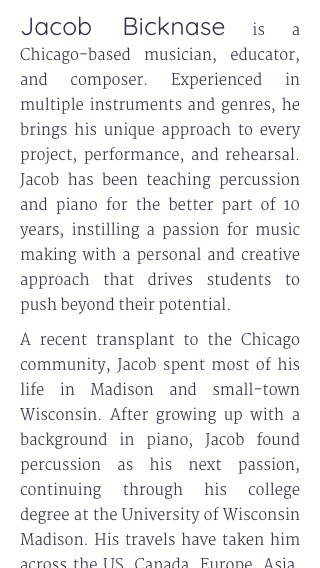 Jacob Bicknase is a
Chicago-based musician, educator,
and composer. Experienced in
multiple instruments and genres, he
brings his unique approach to every
project, performance, and rehearsal.
Jacob has been teaching percussion
and piano for the better part of 10
years, instilling a passion for music
making with a personal and creative
approach that drives students to
push beyond their potential.
A recent transplant to the Chicago
community, Jacob spent most of his
life in Madison and small-town
Wisconsin. After growing up with a
background in piano, Jacob found
percussion as his next passion,
continuing through his college
degree at the University of Wisconsin
Madison. His travels have taken him
across the US, Canada, Europe, Asia,